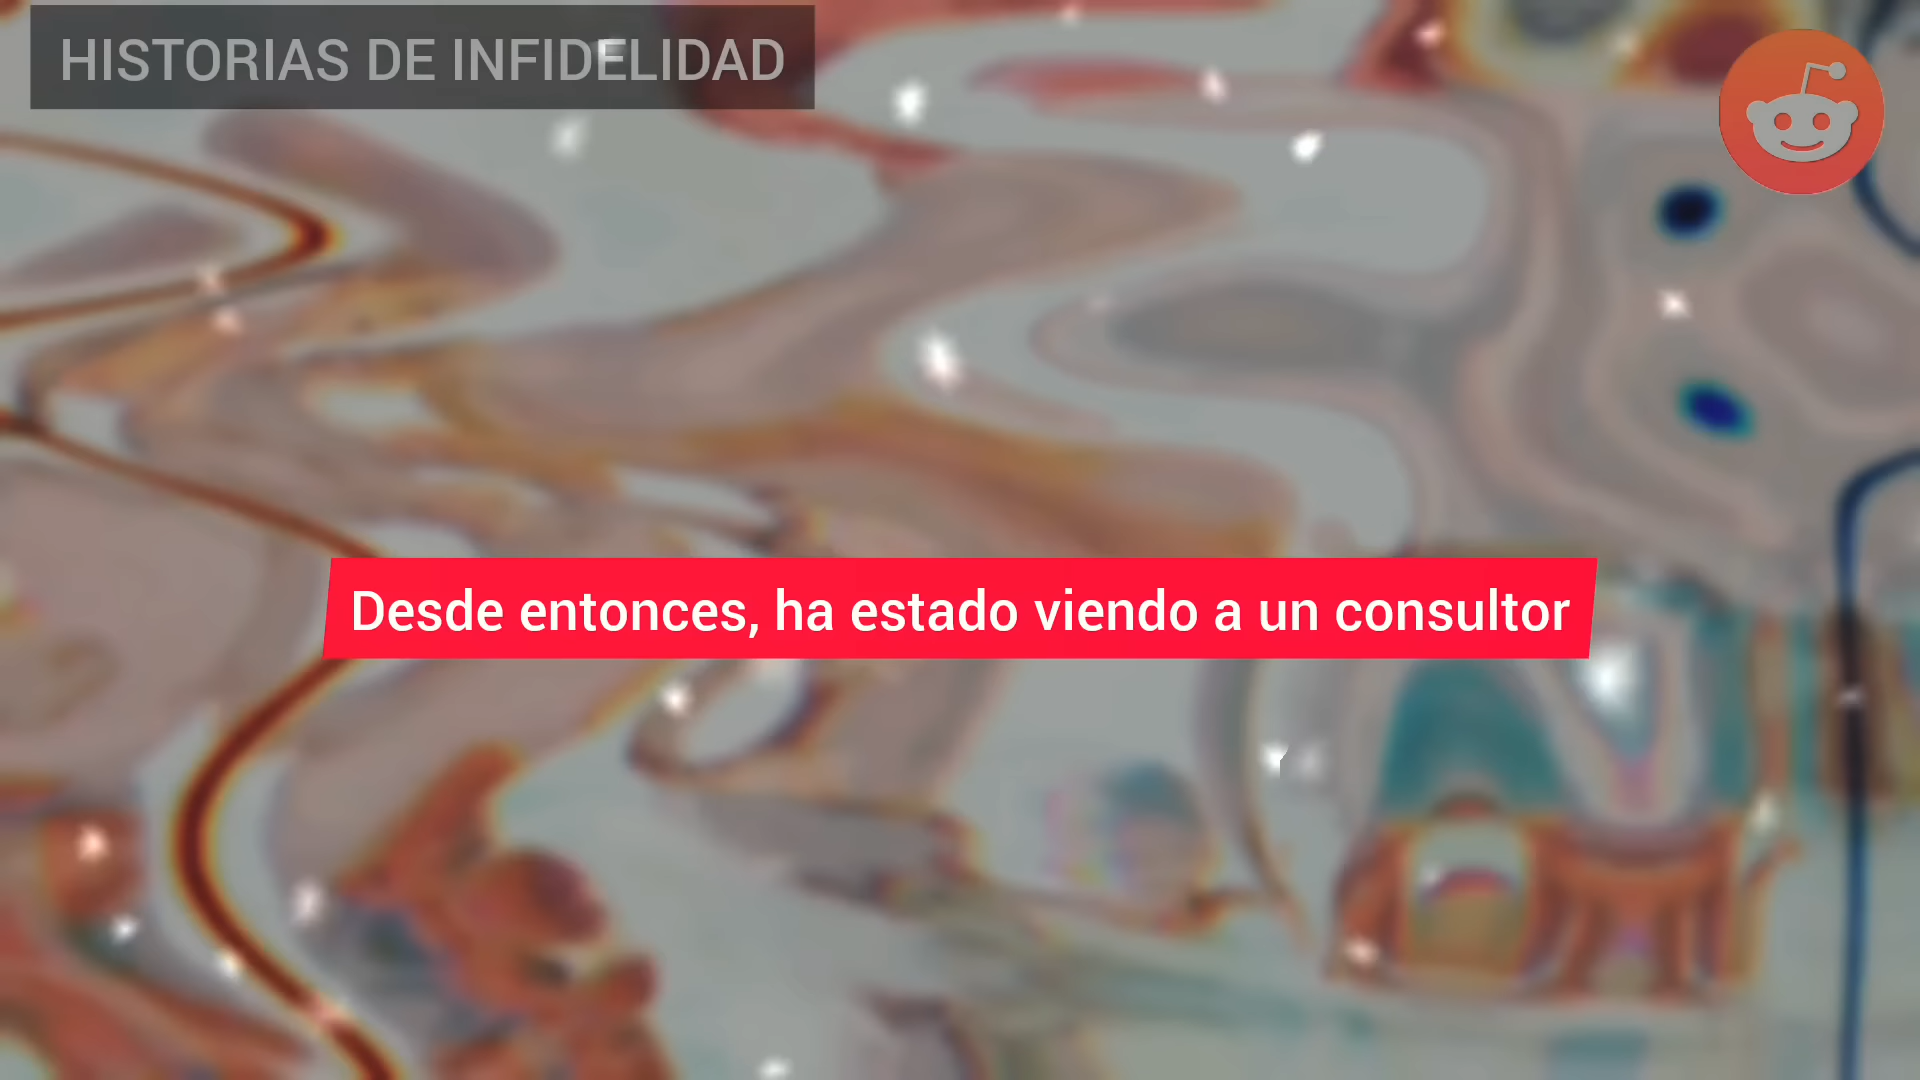 HISTORIAS DE INFIDELIDAD
Desde entonces, ha estado viendo a un consultor